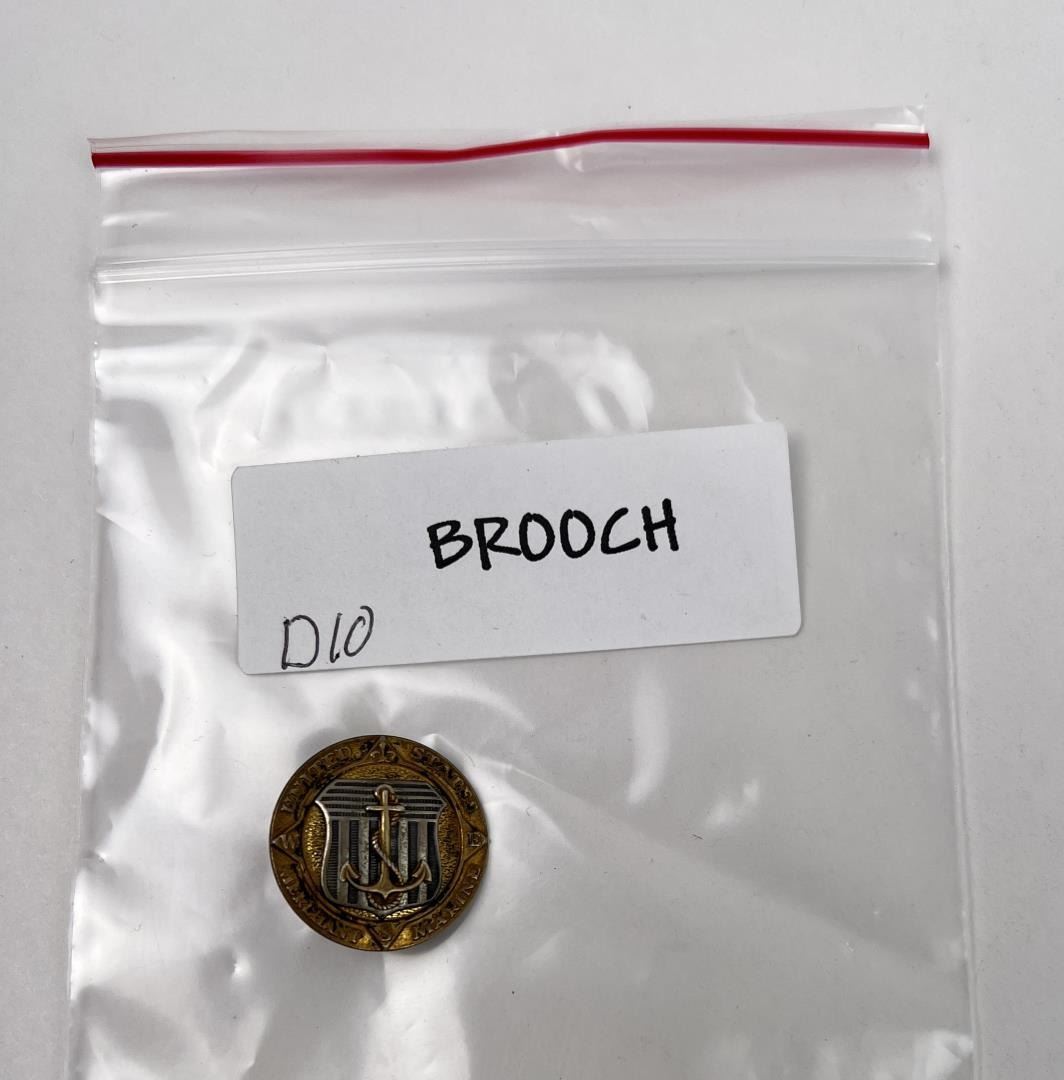 BROOCH
D10
UNITED STATES
W E
MERCHANT MARINE
S